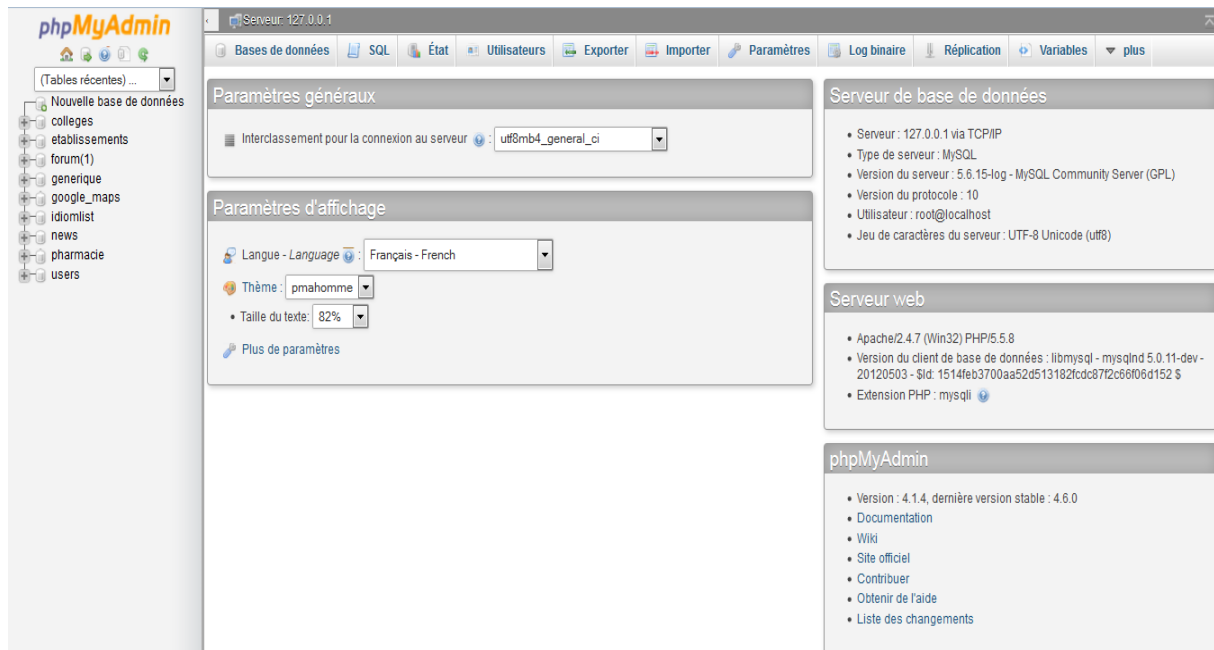 phpMyAdmin
(Tables récentes) ...
Nouvelle base de données
colleges
etablissements
forum(1)
generique
google_maps
idiomlist
news
pharmacie
users
Serveur: 127.0.0.1
Bases de données SQL État Utilisateurs Exporter Importer Paramètres Log binaire Réplication Variables plus
Paramètres généraux
Interclassement pour la connexion au serveur : utf8mb4_general_ci
Paramètres d'affichage
Langue - Language : Français - French
Thème : pmahomme
• Taille du texte: 82%
Plus de paramètres
Serveur de base de données
• Serveur : 127.0.0.1 via TCP/IP
• Type de serveur : MySQL
• Version du serveur : 5.6.15-log - MySQL Community Server (GPL)
• Version du protocole : 10
• Utilisateur : root@localhost
• Jeu de caractères du serveur : UTF-8 Unicode (utf8)
Serveur web
• Apache/2.4.7 (Win32) PHP/5.5.8
• Version du client de base de données : libmysql - mysqlnd 5.0.11-dev -
20120503 - $Id: 1514feb3700aa52d513182fcdc87f2c66f06d152 $
• Extension PHP : mysqli
phpMyAdmin
• Version : 4.1.4, dernière version stable : 4.6.0
• Documentation
• Wiki
• Site officiel
• Contribuer
• Obtenir de l'aide
• Liste des changements